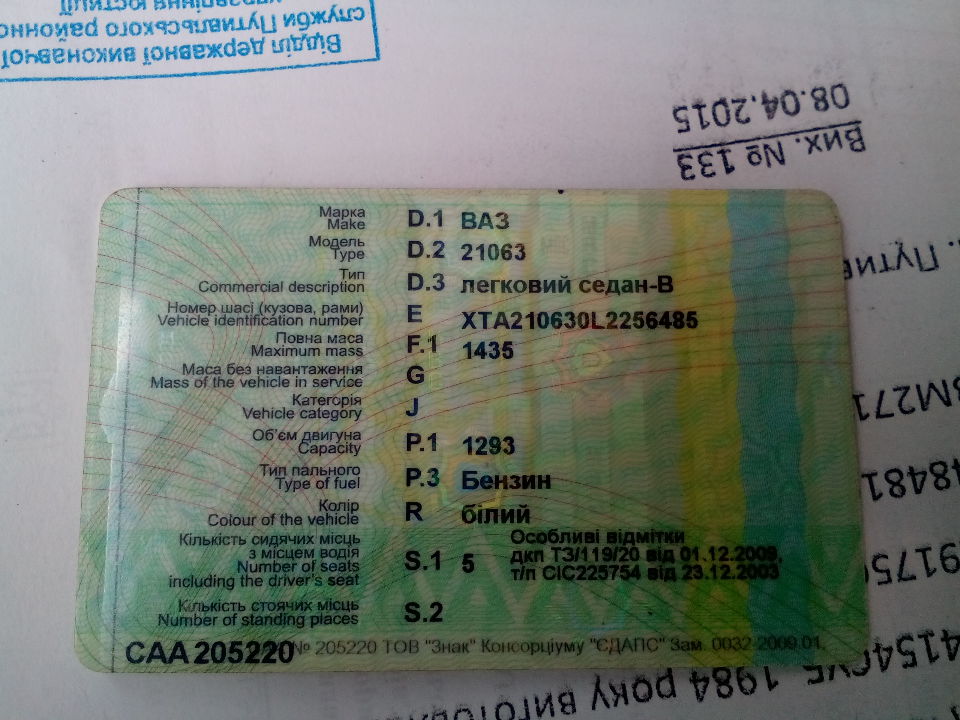 Відділ державної виконавчої
служби Путивльського районного
управління юстиції
Вих. № 133
08.04.2015
Марка D.1 ВАЗ
Make
Модель D.2 21063
Type
Тип D.3 легковий седан-В
Commercial description
Номер шасі (кузова, рами) E XTA210630L2256485
Vehicle identification number
Повна маса F.1 1435
Maximum mass
Маса без навантаження G
Mass of the vehicle in service
Категорія J
Vehicle category
Об'єм двигуна P.1 1293
Capacity
Тип пального P.3 Бензин
Type of fuel
Колір R білий
Colour of the vehicle
Кількість сидячих місць
з місцем водія
Number of seats S.1 5
including the driver's seat
Особливі відмітки
дкп ТЗ/119/20 від 01.12.2009,
т/п СІС225754 від 23.12.2003
Кількість стоячих місць S.2
Number of standing places
САА 205220 № 205220 ТОВ "Знак" Консорціуму "ЄДАПС" Зам. 0032-2009.01.
1984 року